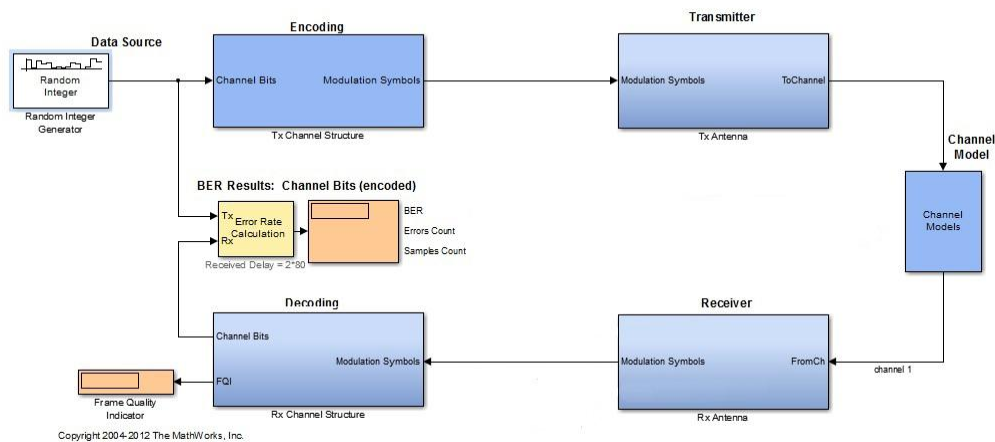 Transmitter
Encoding
Data Source
Random
Integer
Random Integer
Generator
Channel Bits
Modulation Symbols
Tx Channel Structure
Modulation Symbols
ToChannel
Tx Antenna
Channel
Model
Channel
Models
BER Results: Channel Bits (encoded)
Tx
Rx
Error Rate
Calculation
Received Delay = 2*80
BER
Errors Count
Samples Count
Decoding
Channel Bits
Modulation Symbols
FQI
Rx Channel Structure
Receiver
Modulation Symbols
FromCh
Rx Antenna
channel 1
Frame Quality
Indicator
Copyright 2004-2012 The MathWorks, Inc.